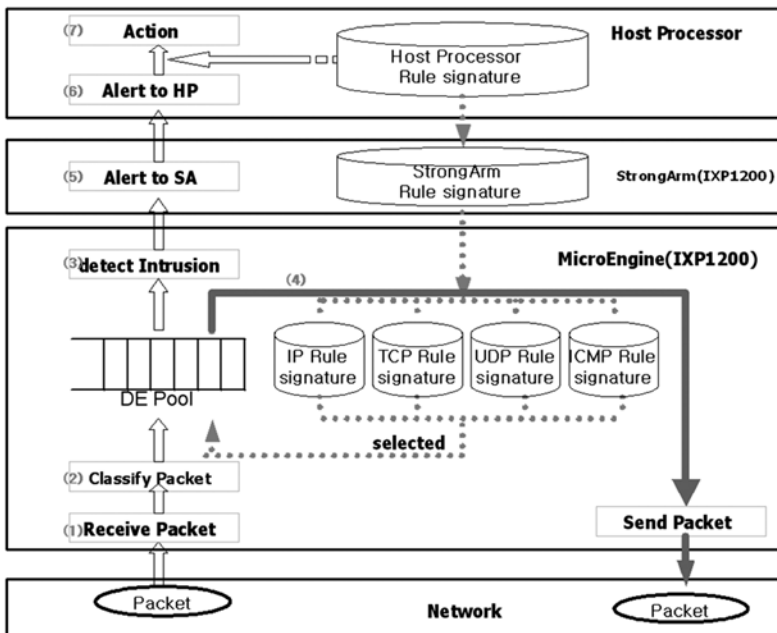 (7) Action
Host Processor
Host Processor
Rule signature
(6) Alert to HP
(5) Alert to SA
StrongArm
Rule signature
StrongArm(IXP1200)
(3) detect Intrusion
MicroEngine(IXP1200)
(4)
IP Rule
signature
TCP Rule
signature
UDP Rule
signature
ICMP Rule
signature
DE Pool
selected
(2) Classify Packet
(1) Receive Packet
Send Packet
Packet
Network
Packet